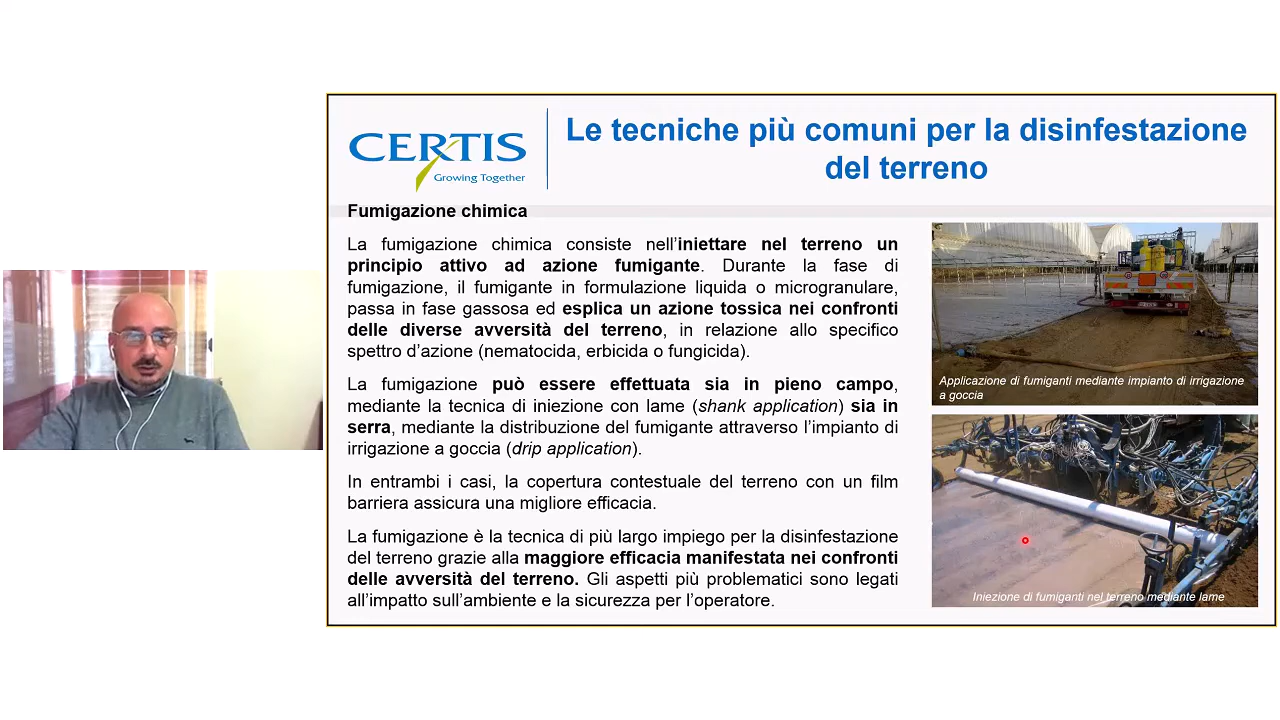 CERTIS
Growing Together
Le tecniche più comuni per la disinfestazione
del terreno
Fumigazione chimica
La fumigazione chimica consiste nell’iniettare nel terreno un
principio attivo ad azione fumigante. Durante la fase di
fumigazione, il fumigante in formulazione liquida o microgranulare,
passa in fase gassosa ed esplica un azione tossica nei confronti
delle diverse avversità del terreno, in relazione allo specifico
spettro d’azione (nematocida, erbicida o fungicida).
La fumigazione può essere effettuata sia in pieno campo,
mediante la tecnica di iniezione con lame (shank application) sia in
serra, mediante la distribuzione del fumigante attraverso l’impianto di
irrigazione a goccia (drip application).
In entrambi i casi, la copertura contestuale del terreno con un film
barriera assicura una migliore efficacia.
La fumigazione è la tecnica di più largo impiego per la disinfestazione
del terreno grazie alla maggiore efficacia manifestata nei confronti
delle avversità del terreno. Gli aspetti più problematici sono legati
all’impatto sull’ambiente e la sicurezza per l’operatore.
Applicazione di fumiganti mediante impianto di irrigazione
a goccia
Iniezione di fumiganti nel terreno mediante lame